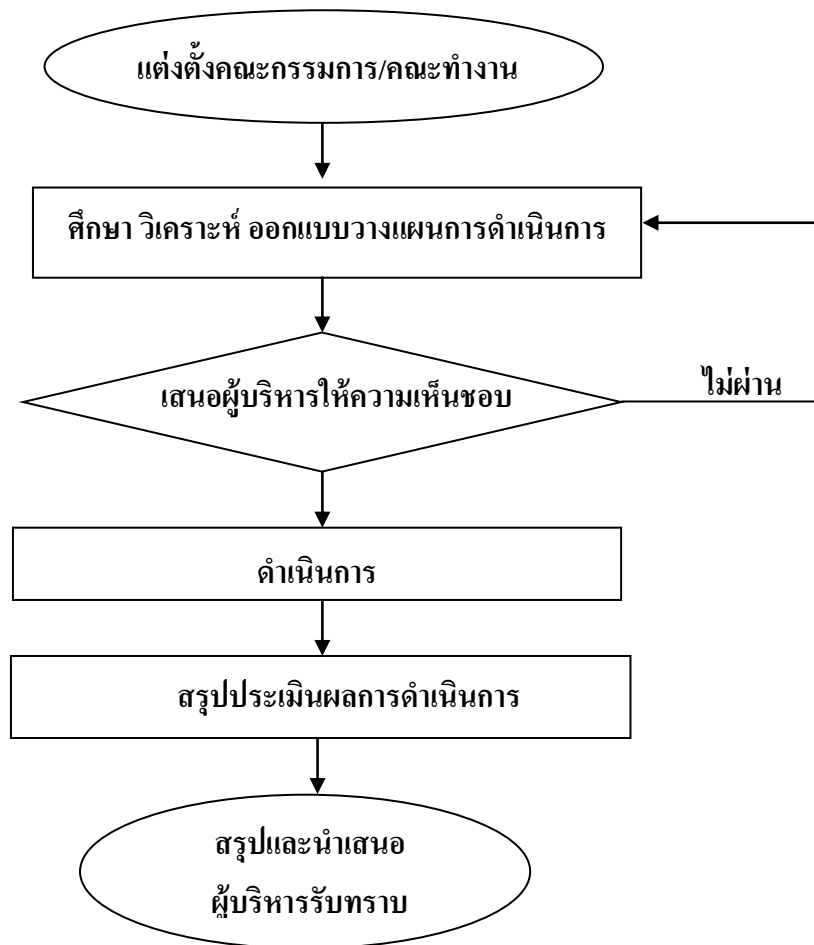 แต่งตั้งคณะกรรมการ/คณะทำงาน
ศึกษา วิเคราะห์ ออกแบบวางแผนการดำเนินการ
เสนอผู้บริหารให้ความเห็นชอบ
ไม่ผ่าน
ดำเนินการ
สรุปประเมินผลการดำเนินการ
สรุปและนำเสนอ
ผู้บริหารรับทราบ